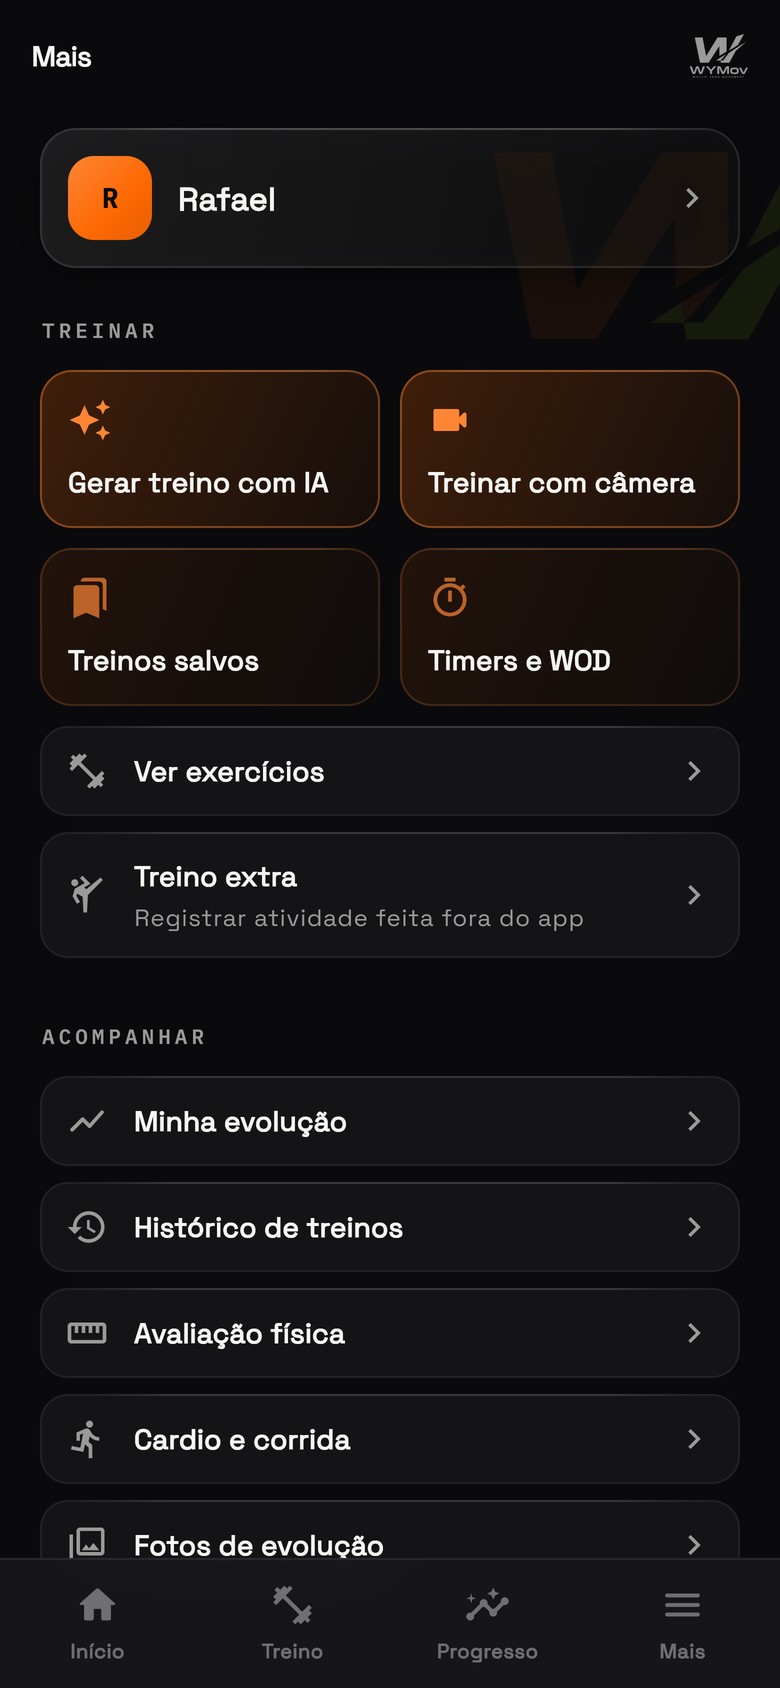 Mais
WYMov
R
Rafael
TREINAR
Gerar treino com IA
Treinar com câmera
Treinos salvos
Timers e WOD
Ver exercícios
Treino extra
Registrar atividade feita fora do app
ACOMPANHAR
Minha evolução
Histórico de treinos
Avaliação física
Cardio e corrida
Fotos de evolução
Início
Treino
Progresso
Mais